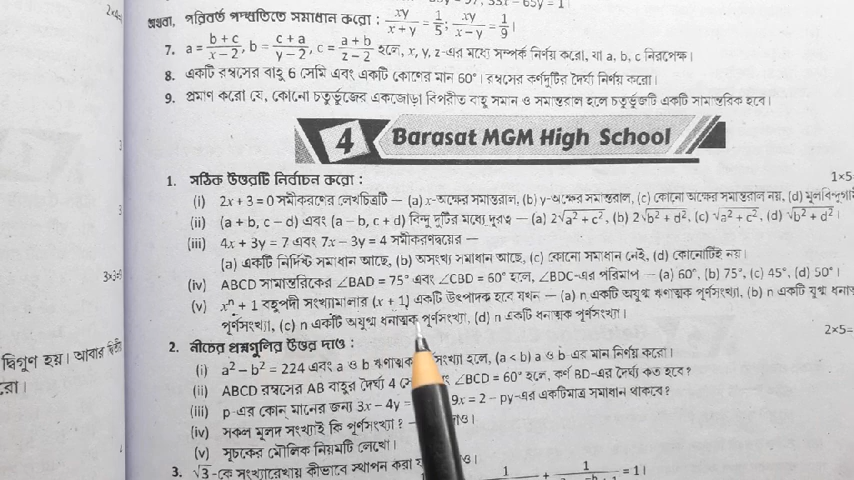 33x - 65y = 1
অথবা, পরিবর্ত পদ্ধতিতে সমাধান করো : xy/(x + y) = 1/5; xy/(x - y) = 1/9।
7. a = (b + c)/(x - 2), b = (c + a)/(y - 2), c = (a + b)/(z - 2) হলে, x, y, z-এর মধ্যে সম্পর্ক নির্ণয় করো, যা a, b, c নিরপেক্ষ।
8. একটি রম্বসের বাহু 6 সেমি এবং একটি কোণের মান 60°। রম্বসের কর্ণদুটির দৈর্ঘ্য নির্ণয় করো।
9. প্রমাণ করো যে, কোনো চতুর্ভুজের একজোড়া বিপরীত বাহু সমান ও সমান্তরাল হলে চতুর্ভুজটি একটি সামান্তরিক হবে।
4 Barasat MGM High School
1. সঠিক উত্তরটি নির্বাচন করো : 1×5
(i) 2x + 3 = 0 সমীকরণের লেখচিত্রটি — (a) x-অক্ষের সমান্তরাল, (b) y-অক্ষের সমান্তরাল, (c) কোনো অক্ষের সমান্তরাল নয়, (d) মূলবিন্দুগামী
(ii) (a + b, c – d) এবং (a – b, c + d) বিন্দু দুটির মধ্যে দূরত্ব — (a) 2√(a² + c²), (b) 2√(b² + d²), (c) √(a² + c²), (d) √(b² + d²)।
(iii) 4x + 3y = 7 এবং 7x – 3y = 4 সমীকরণদ্বয়ের —
(a) একটি নির্দিষ্ট সমাধান আছে, (b) অসংখ্য সমাধান আছে, (c) কোনো সমাধান নেই, (d) কোনোটিই নয়।
(iv) ABCD সামান্তরিকের ∠BAD = 75° এবং ∠CBD = 60° হলে, ∠BDC-এর পরিমাপ — (a) 60°, (b) 75°, (c) 45°, (d) 50°।
(v) xⁿ + 1 বহুপদী সংখ্যামালার (x + 1) একটি উৎপাদক হবে যখন — (a) n একটি অযুগ্ম ঋণাত্মক পূর্ণসংখ্যা, (b) n একটি যুগ্ম
পূর্ণসংখ্যা, (c) n একটি অযুগ্ম ধনাত্মক পূর্ণসংখ্যা, (d) n একটি ধনাত্মক পূর্ণসংখ্যা।
2. নীচের প্রশ্নগুলির উত্তর দাও : 2×5=
(i) a² – b² = 224 এবং a ও b ঋণাত্মক সংখ্যা হলে, (a < b) a ও b-এর মান নির্ণয় করো।
(ii) ABCD রম্বসের AB বাহুর দৈর্ঘ্য 4 ∠BCD = 60° হলে, কর্ণ BD-এর দৈর্ঘ্য কত হবে?
(iii) p-এর কোন্ মানের জন্য 3x – 4y = 9x = 2 – py-এর একটিমাত্র সমাধান থাকবে?
(iv) সকল মূলদ সংখ্যাই কি পূর্ণসংখ্যা? —
(v) সূচকের মৌলিক নিয়মটি লেখো।
3. √3-কে সংখ্যারেখায় কীভাবে স্থাপন করা
= 1।
3×3=9
দ্বিগুণ হয়। আবার